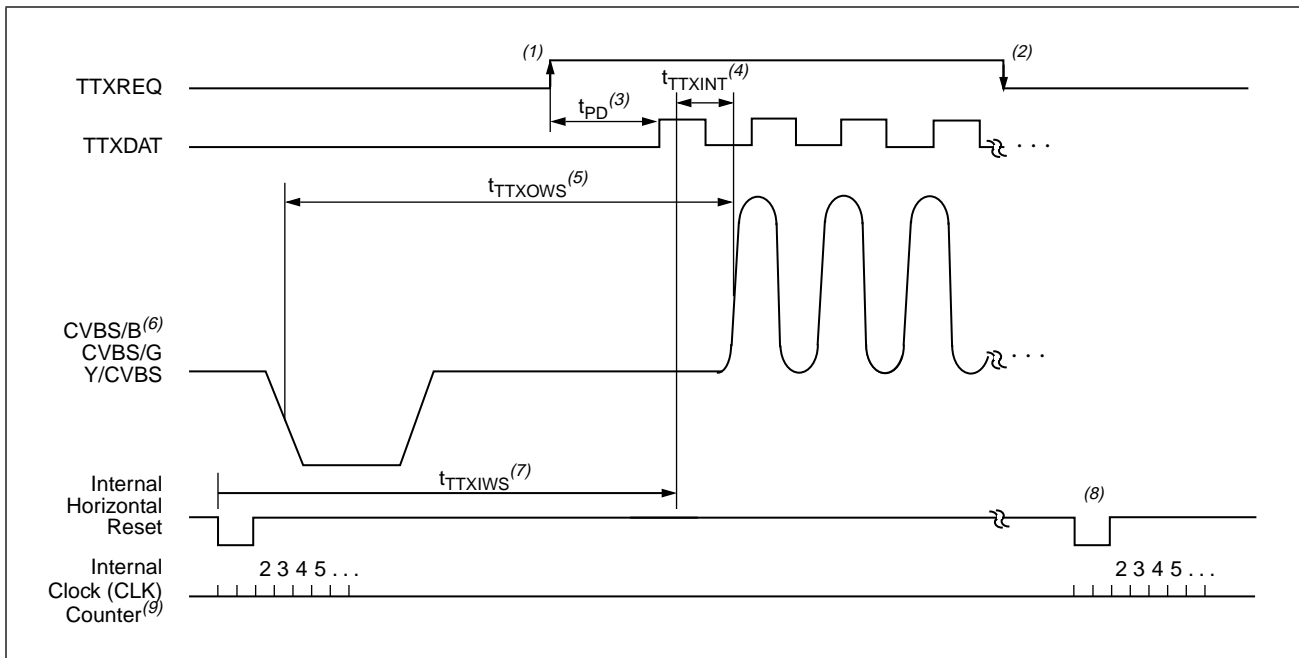 (1)
(2)
TTXREQ
tTTXINT(4)
tPD(3)
TTXDAT
. . .
tTTXOWS(5)
CVBS/B(6)
CVBS/G
Y/CVBS
. . .
Internal
Horizontal
Reset
tTTXIWS(7)
(8)
Internal
Clock (CLK)
Counter(9)
2 3 4 5 . . .
2 3 4 5 . . .